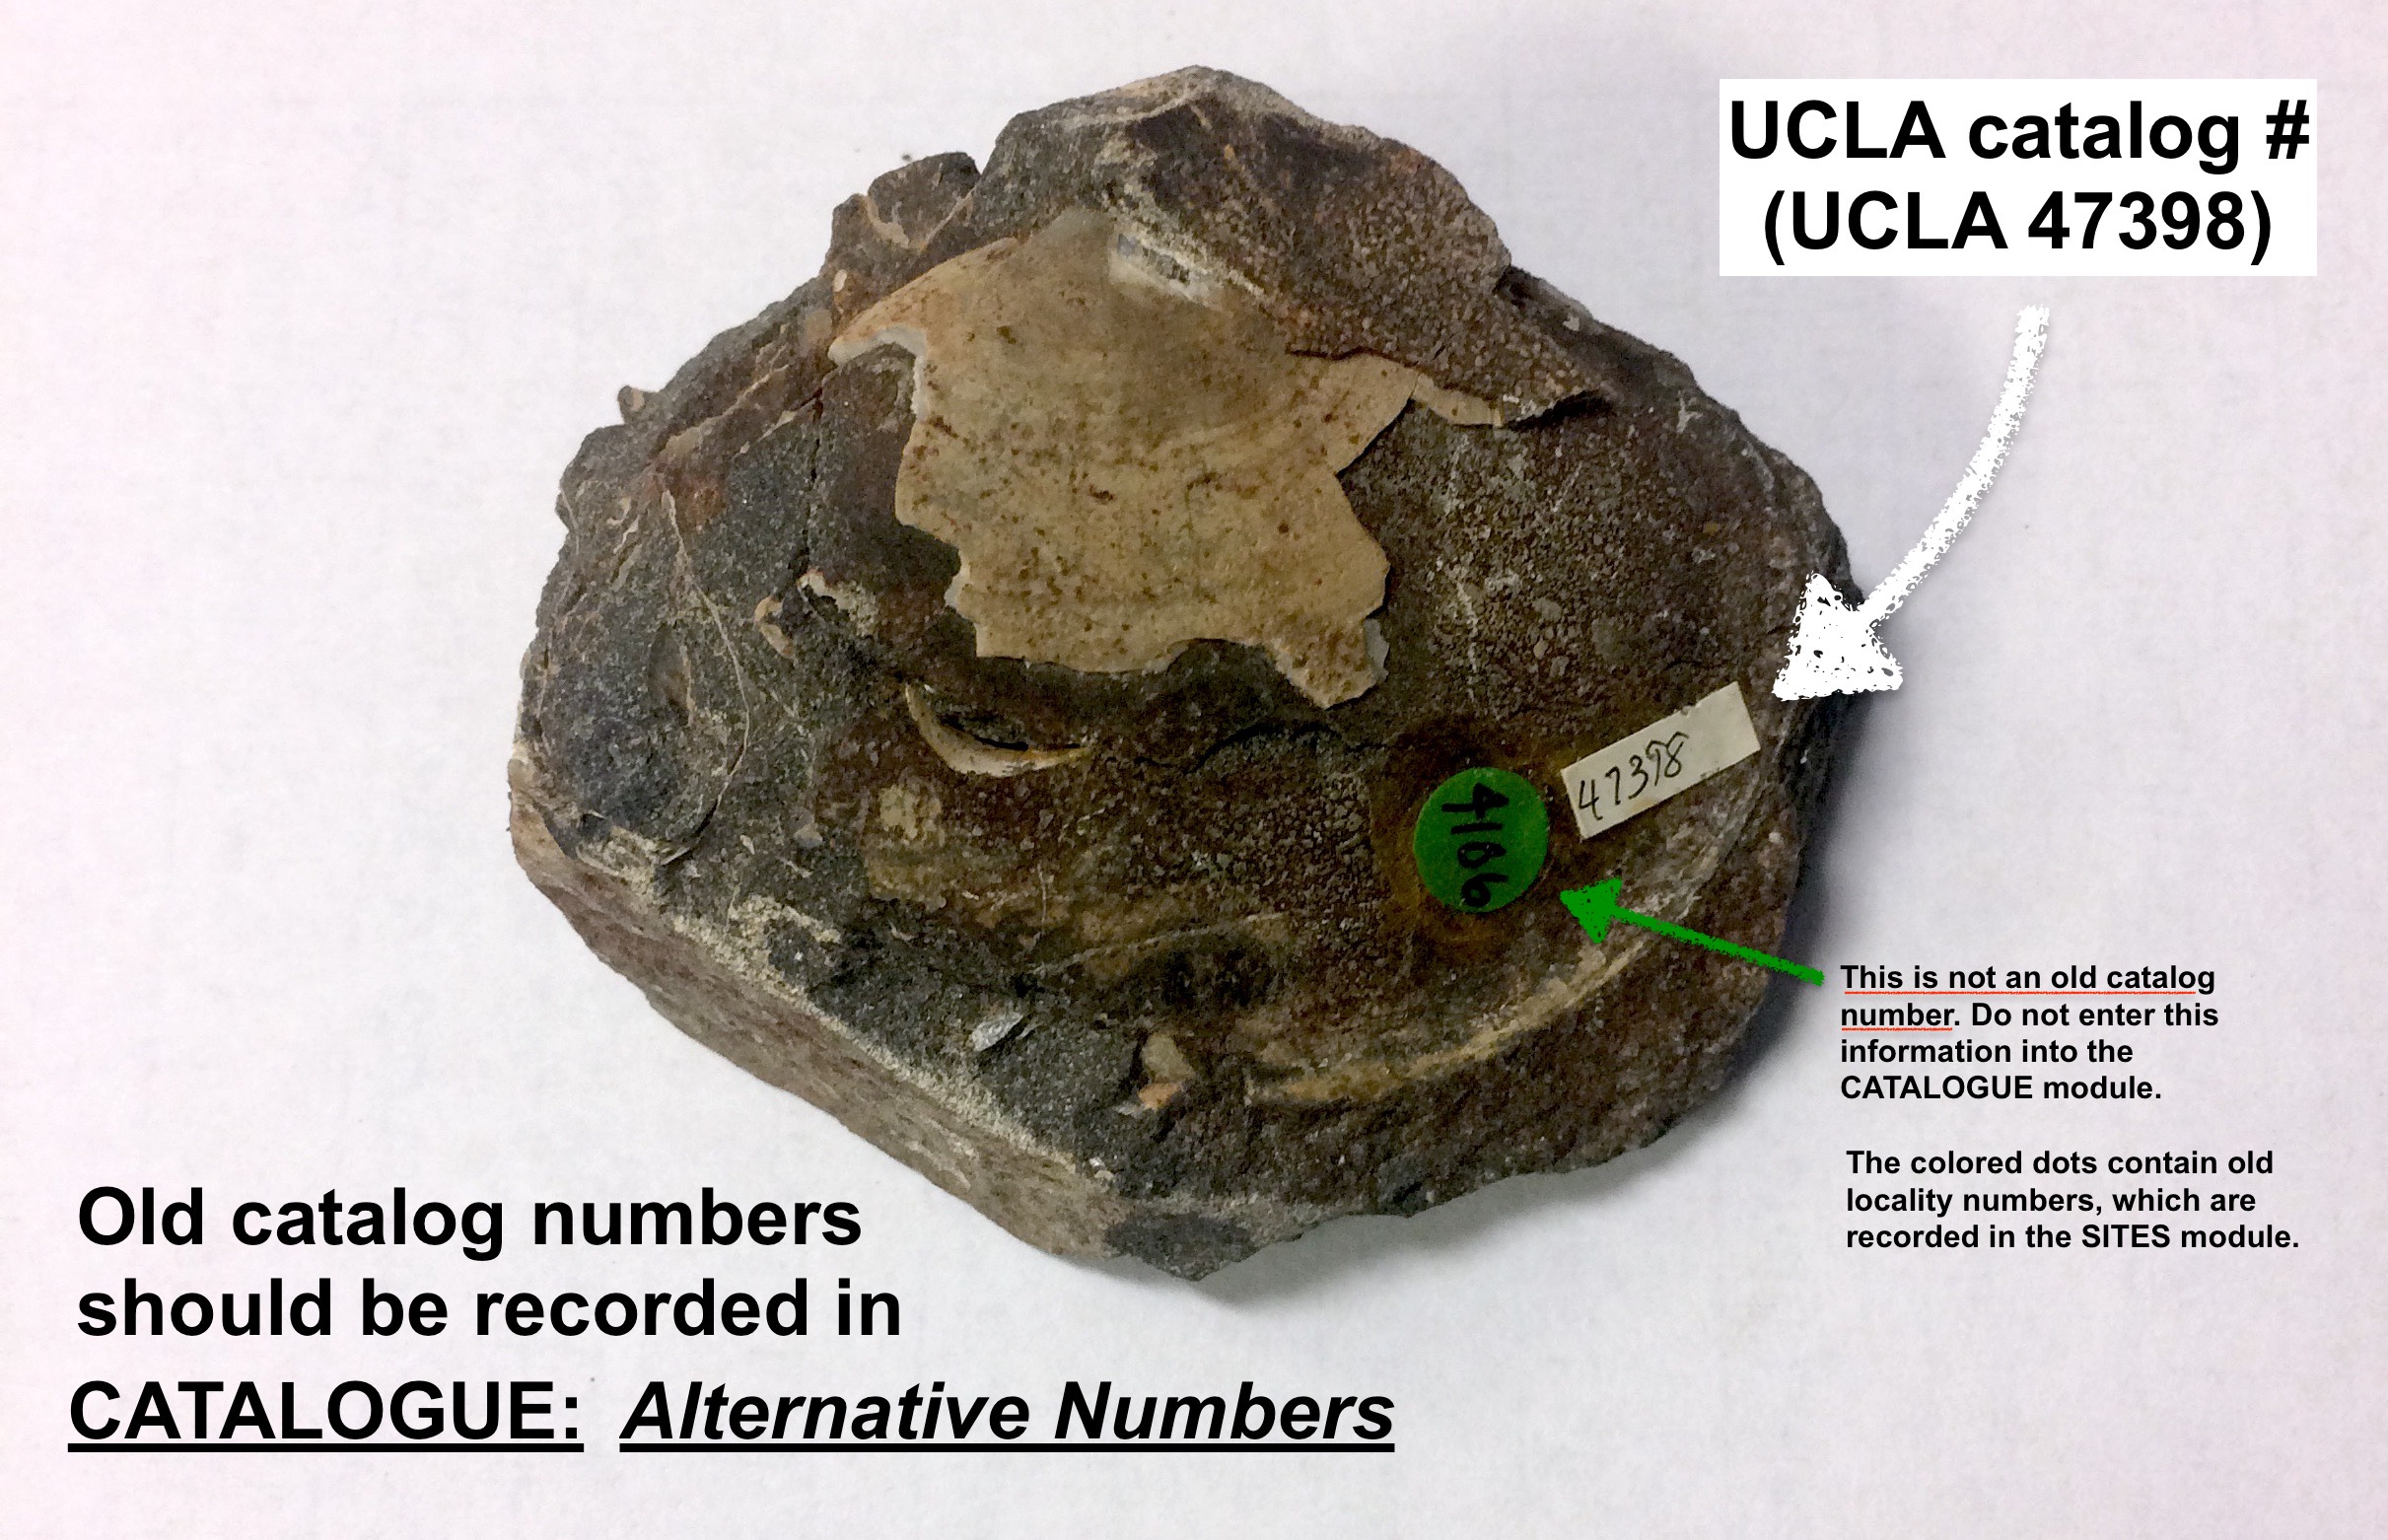 UCLA catalog #
(UCLA 47398)
47398
4106
This is not an old catalog
number. Do not enter this
information into the
CATALOGUE module.
The colored dots contain old
locality numbers, which are
recorded in the SITES module.
Old catalog numbers
should be recorded in
CATALOGUE: Alternative Numbers